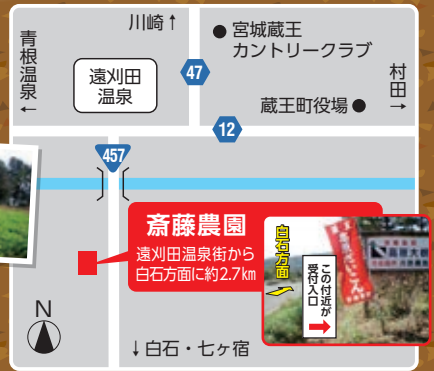 川崎↑
●宮城蔵王
カントリークラブ
青根温泉←
遠刈田
温泉
47
村田→
蔵王町役場●
12
457
斎藤農園
遠刈田温泉街から
白石方面に約2.7km
白石方面
この付近が
受付入口
N
↓白石・七ヶ宿